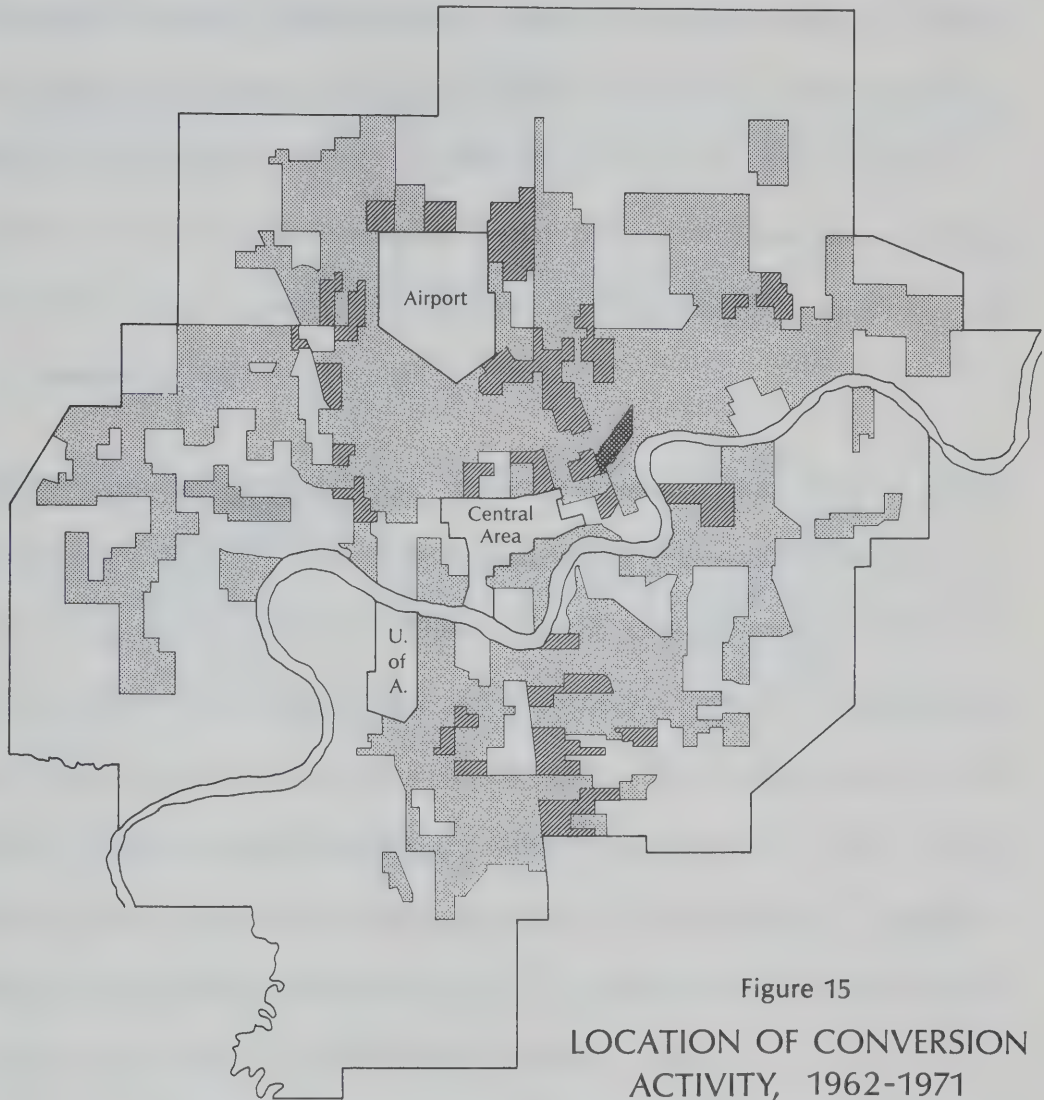 Airport
Central
Area
U.
of
A.
Figure 15
LOCATION OF CONVERSION
ACTIVITY, 1962-1971